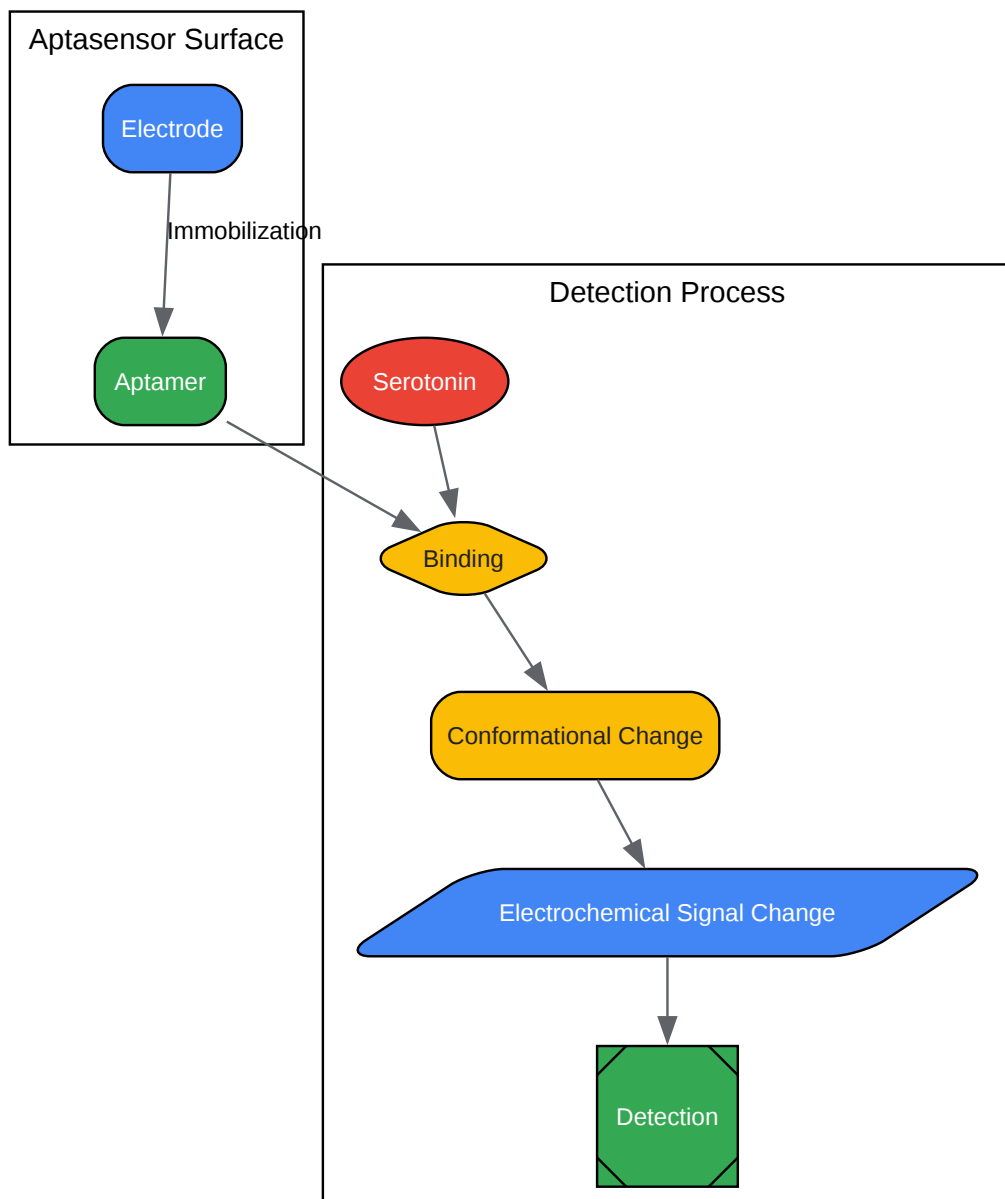 Aptasensor Surface
Electrode
Immobilization
Aptamer
Detection Process
Serotonin
Binding
Conformational Change
Electrochemical Signal Change
Detection